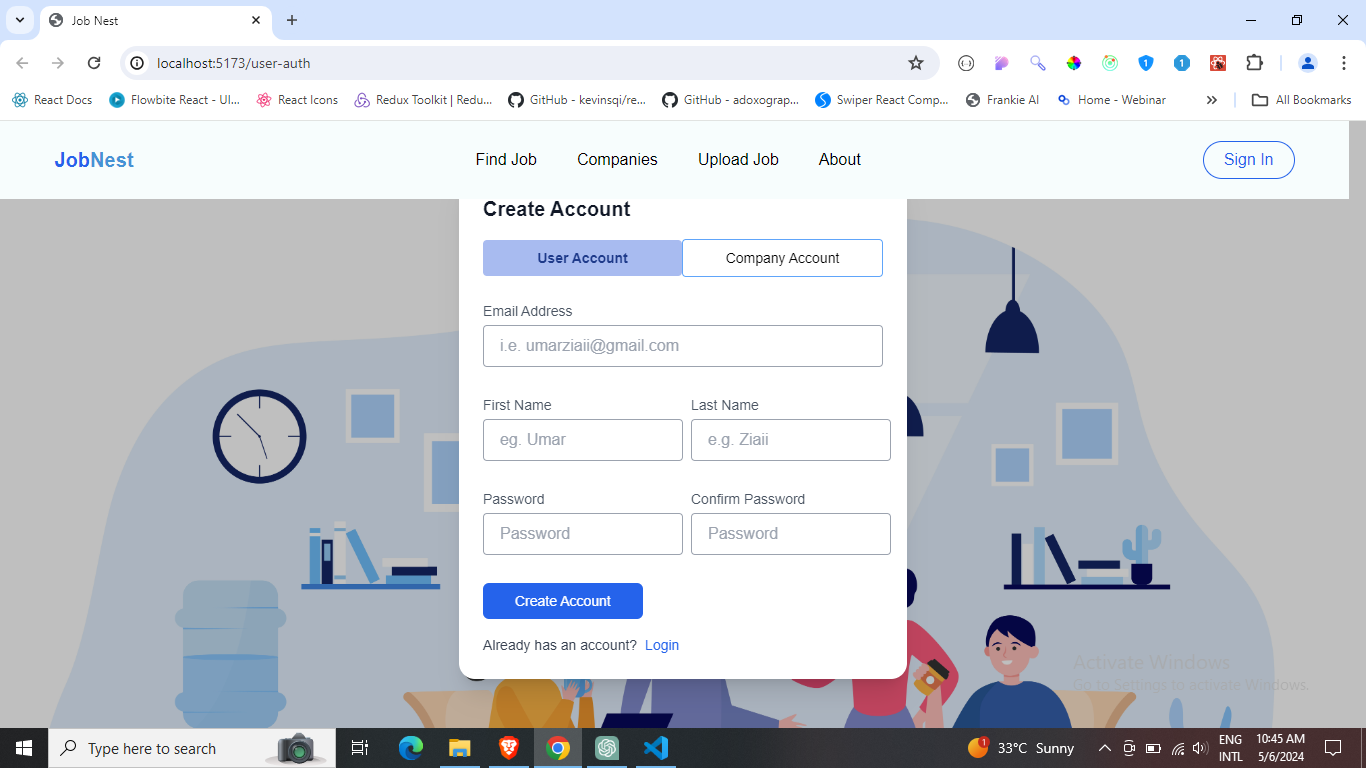 Job Nest
localhost:5173/user-auth
React Docs
Flowbite React - UI...
React Icons
Redux Toolkit | Redu...
GitHub - kevinsqi/re...
GitHub - adoxograp...
Swiper React Comp...
Frankie AI
Home - Webinar
All Bookmarks
JobNest
Find Job
Companies
Upload Job
About
Sign In
Create Account
User Account
Company Account
Email Address
i.e. umarziaii@gmail.com
First Name
Last Name
eg. Umar
e.g. Ziaii
Password
Confirm Password
Password
Password
Create Account
Already has an account? Login
Activate Windows
Go to Settings to activate Windows.
Type here to search
1
33°C Sunny
ENG
INTL
10:45 AM
5/6/2024